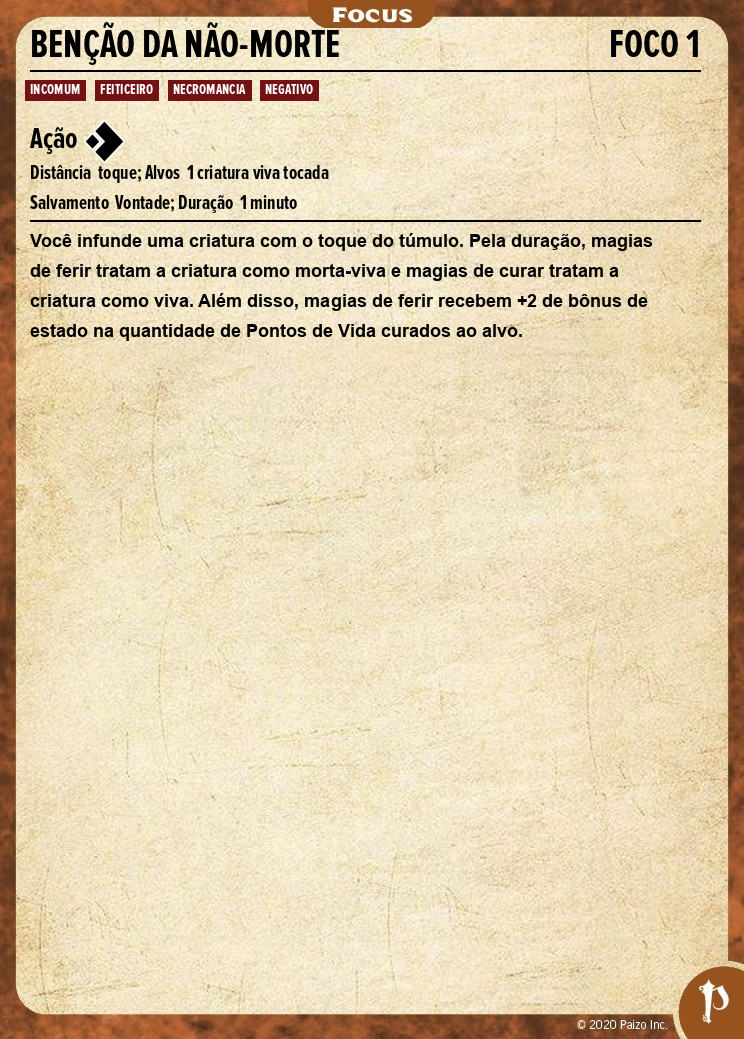 Focus
BENÇÃO DA NÃO-MORTE FOCO 1
INCOMUM FEITICEIRO NECROMANCIA NEGATIVO
Ação
Distância toque; Alvos 1 criatura viva tocada
Salvamento Vontade; Duração 1 minuto
Você infunde uma criatura com o toque do túmulo. Pela duração, magias
de ferir tratam a criatura como morta-viva e magias de curar tratam a
criatura como viva. Além disso, magias de ferir recebem +2 de bônus de
estado na quantidade de Pontos de Vida curados ao alvo.
© 2020 Paizo Inc.
P